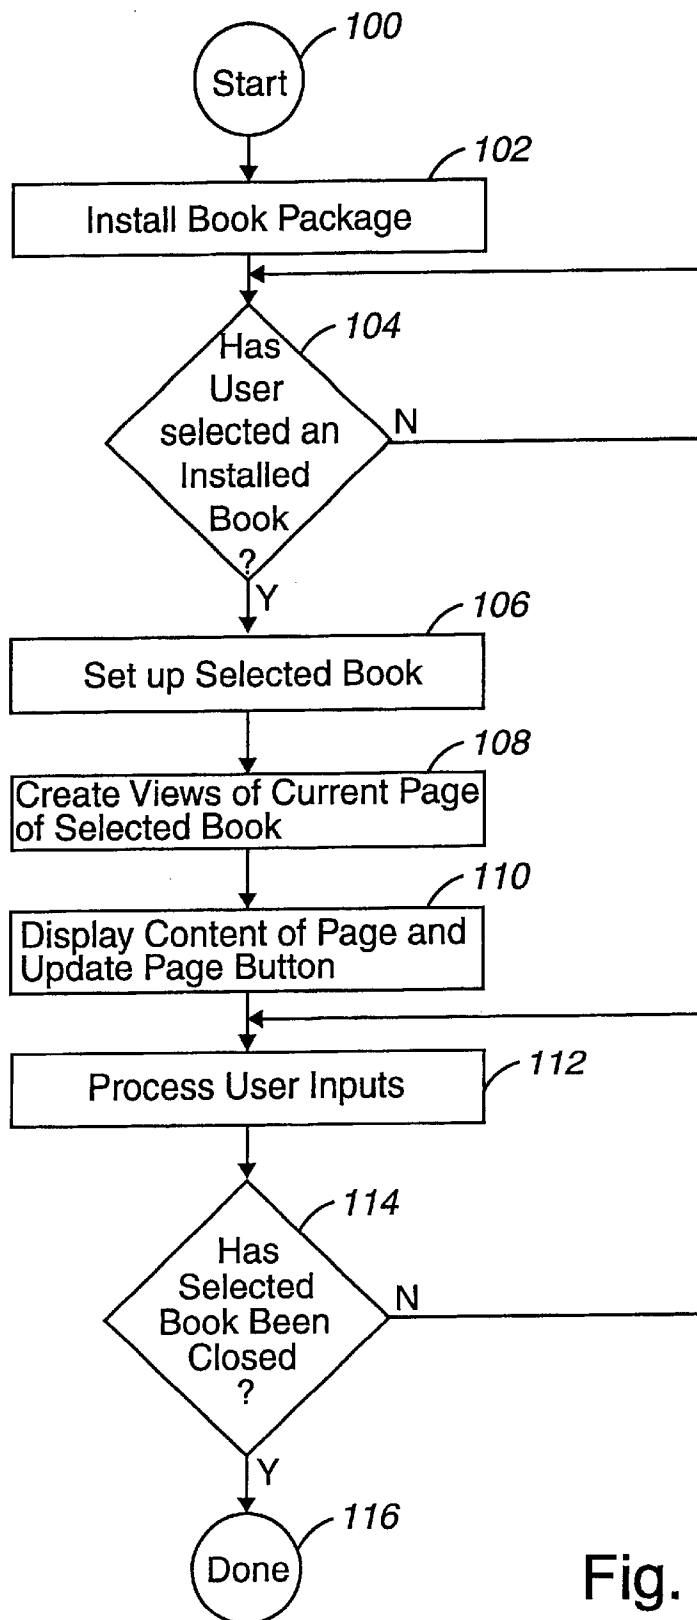 100
Start
102
Install Book Package
104
Has
User
selected an
Installed
Book
?
N
Y
106
Set up Selected Book
108
Create Views of Current Page
of Selected Book
110
Display Content of Page and
Update Page Button
Process User Inputs
112
114
Has
Selected
Book Been
Closed
?
N
Y
116
Done
Fig.